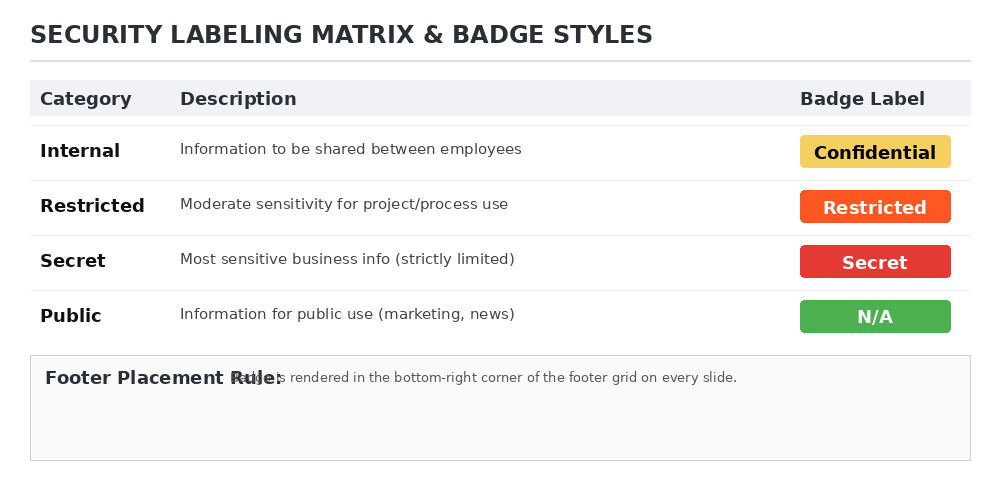 SECURITY LABELING MATRIX & BADGE STYLES
Category Description Badge Label
Internal Information to be shared between employees Confidential
Restricted Moderate sensitivity for project/process use Restricted
Secret Most sensitive business info (strictly limited) Secret
Public Information for public use (marketing, news) N/A
Footer Placement Rule: Badge is rendered in the bottom-right corner of the footer grid on every slide.